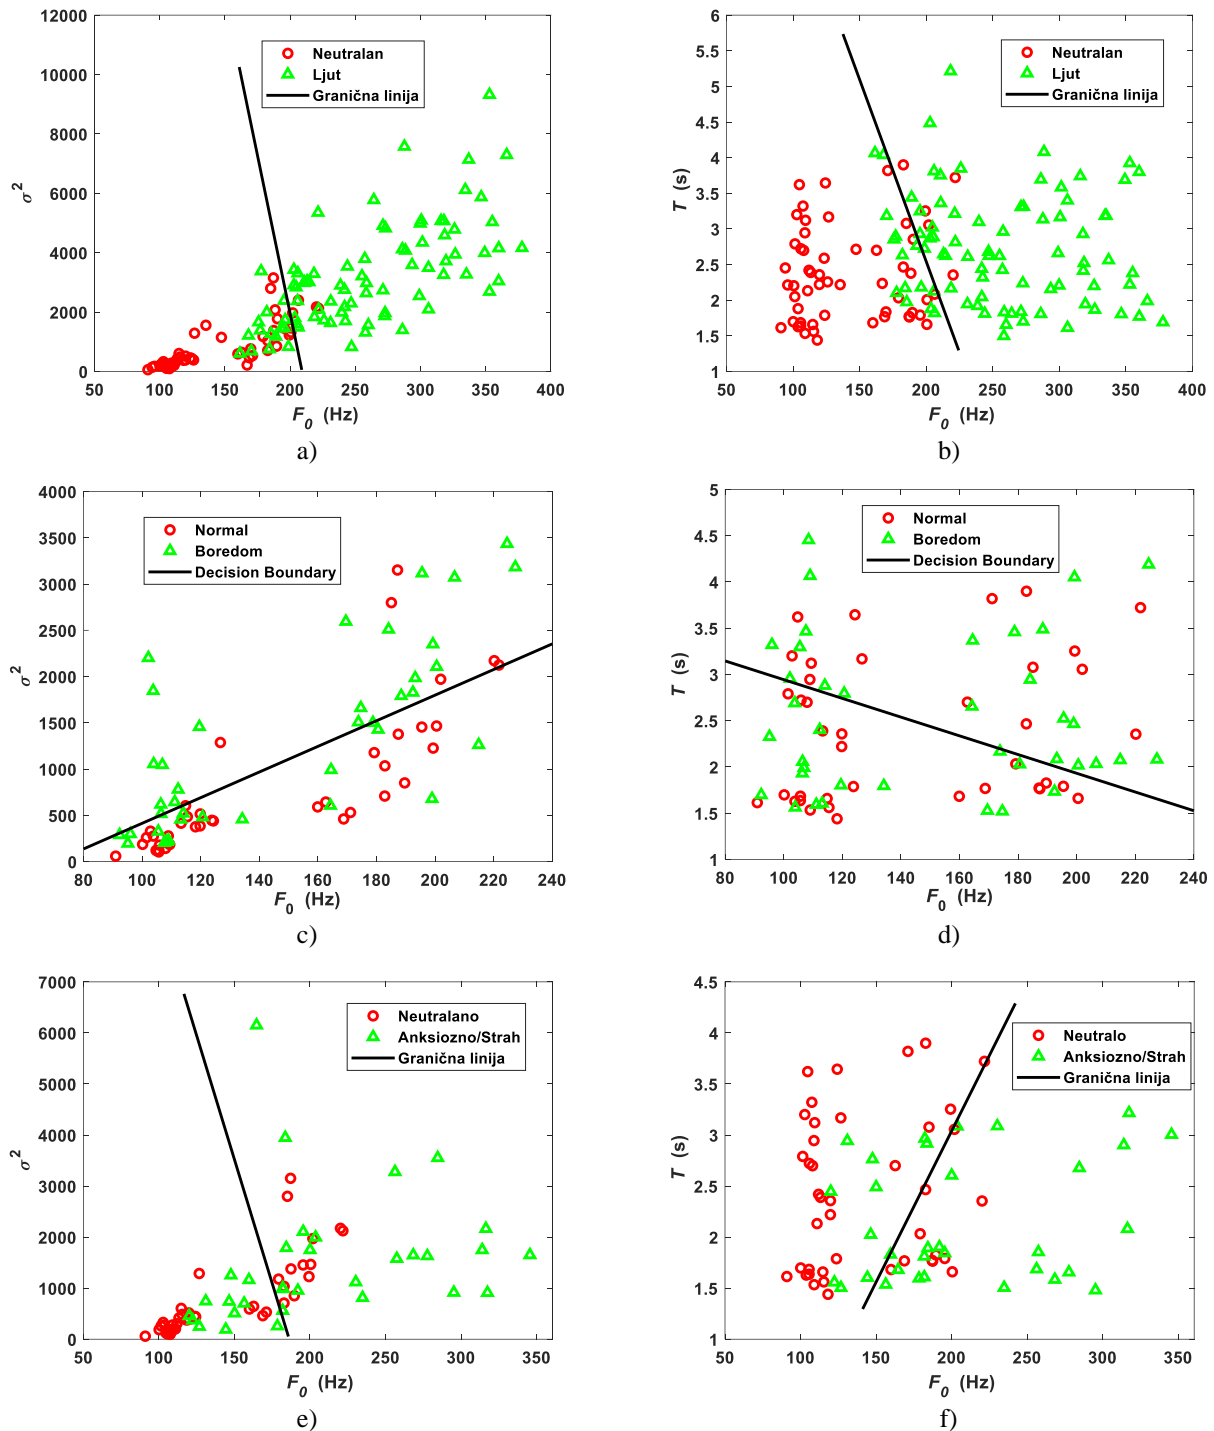 12000
10000
8000
6000
4000
2000
0
50 100 150 200 250 300 350 400
σ²
F₀ (Hz)
Neutralan
Ljut
Granična linija
a)
6
5.5
5
4.5
4
3.5
3
2.5
2
1.5
1
50 100 150 200 250 300 350 400
T (s)
F₀ (Hz)
Neutralan
Ljut
Granična linija
b)
4000
3500
3000
2500
2000
1500
1000
500
0
80 100 120 140 160 180 200 220 240
σ²
F₀ (Hz)
Normal
Boredom
Decision Boundary
c)
5
4.5
4
3.5
3
2.5
2
1.5
1
80 100 120 140 160 180 200 220 240
T (s)
F₀ (Hz)
Normal
Boredom
Decision Boundary
d)
7000
6000
5000
4000
3000
2000
1000
0
50 100 150 200 250 300 350
σ²
F₀ (Hz)
Neutralano
Anksiozno/Strah
Granična linija
e)
4.5
4
3.5
3
2.5
2
1.5
1
50 100 150 200 250 300 350
T (s)
F₀ (Hz)
Neutralo
Anksiozno/Strah
Granična linija
f)